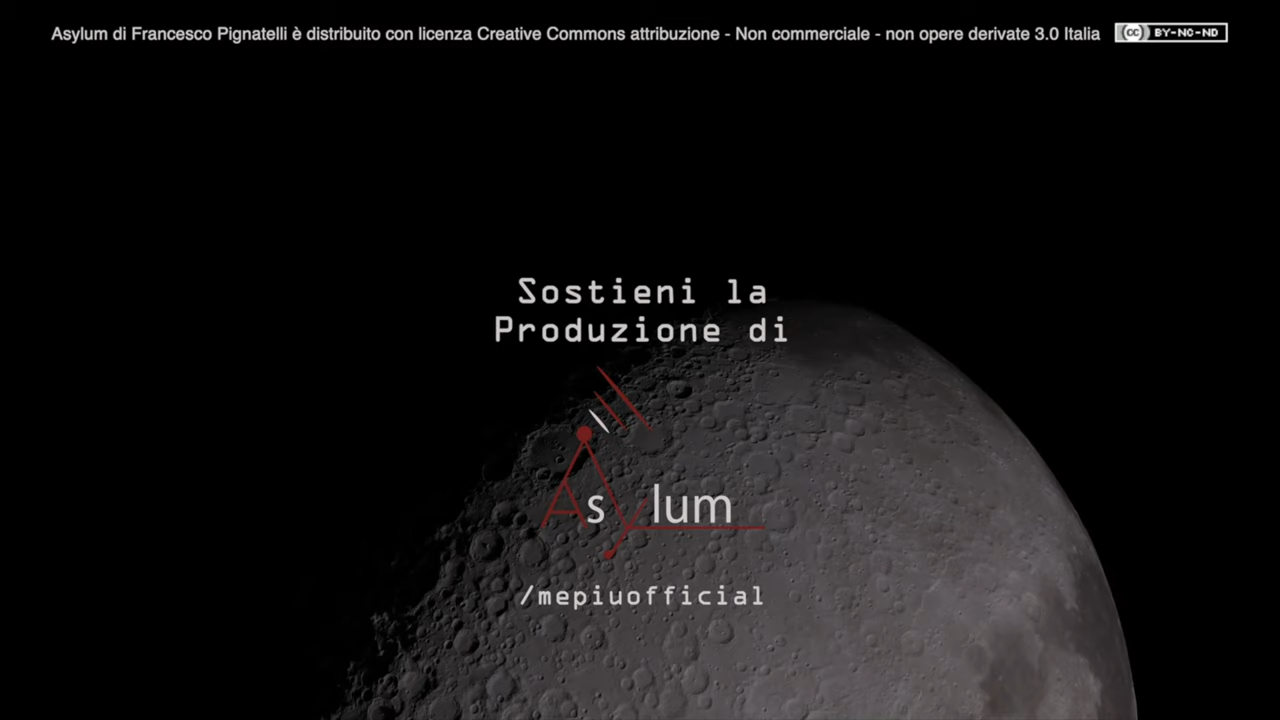 Asylum di Francesco Pignatelli è distribuito con licenza Creative Commons attribuzione - Non commerciale - non opere derivate 3.0 Italia (cc) BY-NC-ND
Sostieni la
Produzione di
Asylum
/mepiuofficial